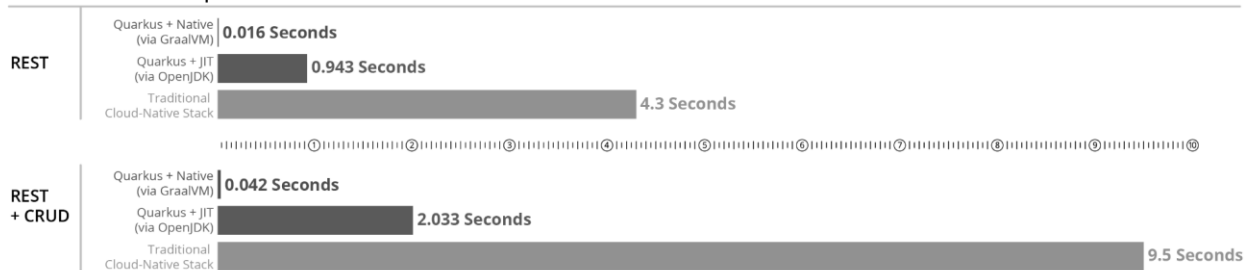 REST
Quarkus + Native
(via GraalVM)
0.016 Seconds
Quarkus + JIT
(via OpenJDK)
0.943 Seconds
Traditional
Cloud-Native Stack
4.3 Seconds
1 2 3 4 5 6 7 8 9 10
REST
+ CRUD
Quarkus + Native
(via GraalVM)
0.042 Seconds
Quarkus + JIT
(via OpenJDK)
2.033 Seconds
Traditional
Cloud-Native Stack
9.5 Seconds